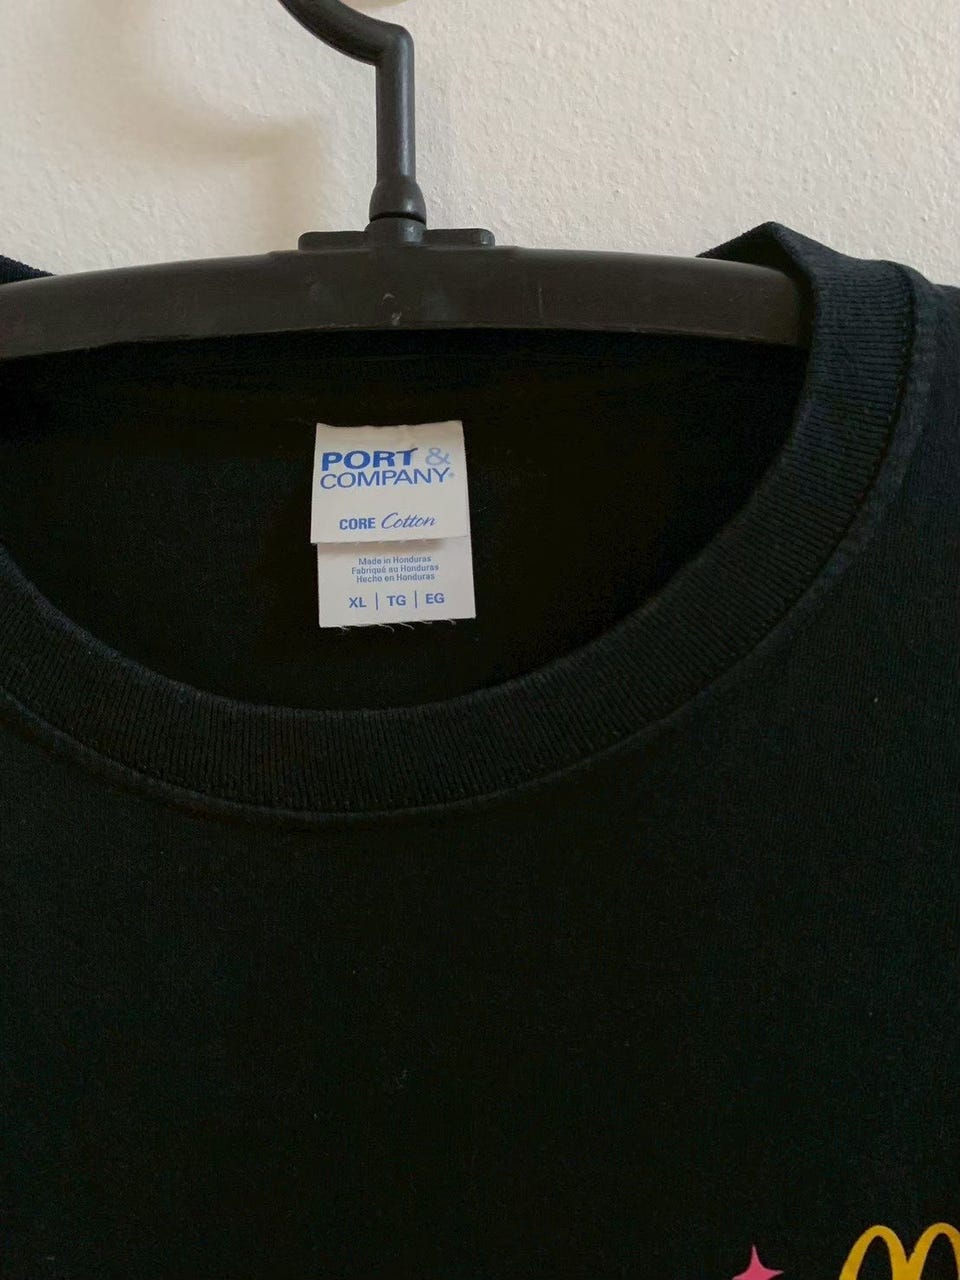 PORT &
COMPANY®
CORE Cotton
Made in Honduras
Fabriqué au Honduras
Hecho en Honduras
XL | TG | EG